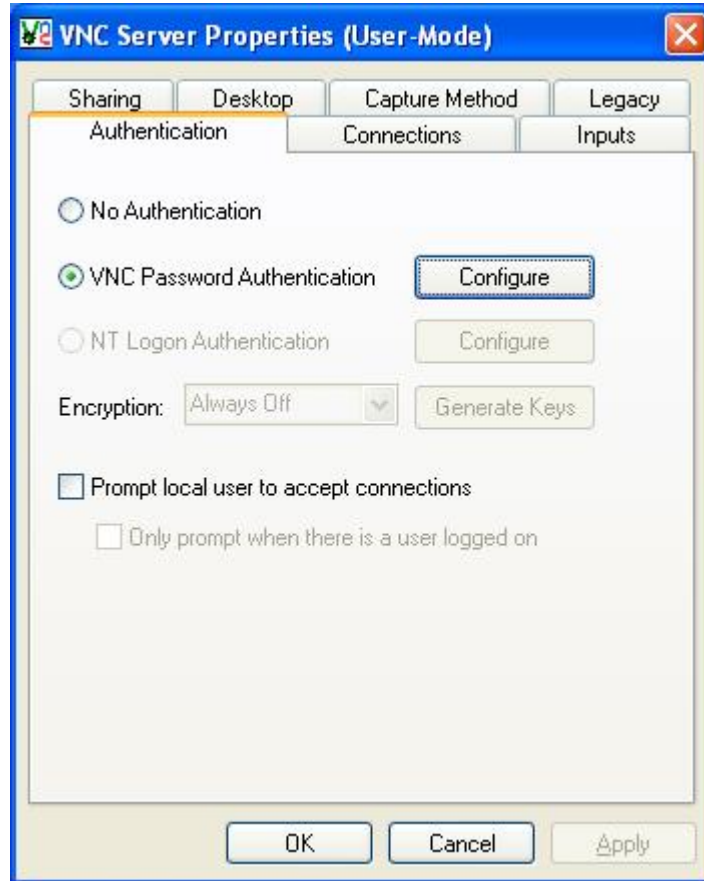 VNC Server Properties (User-Mode)
Sharing Desktop Capture Method Legacy
Authentication Connections Inputs
No Authentication
VNC Password Authentication Configure
NT Logon Authentication Configure
Encryption: Always Off Generate Keys
Prompt local user to accept connections
Only prompt when there is a user logged on
OK Cancel Apply